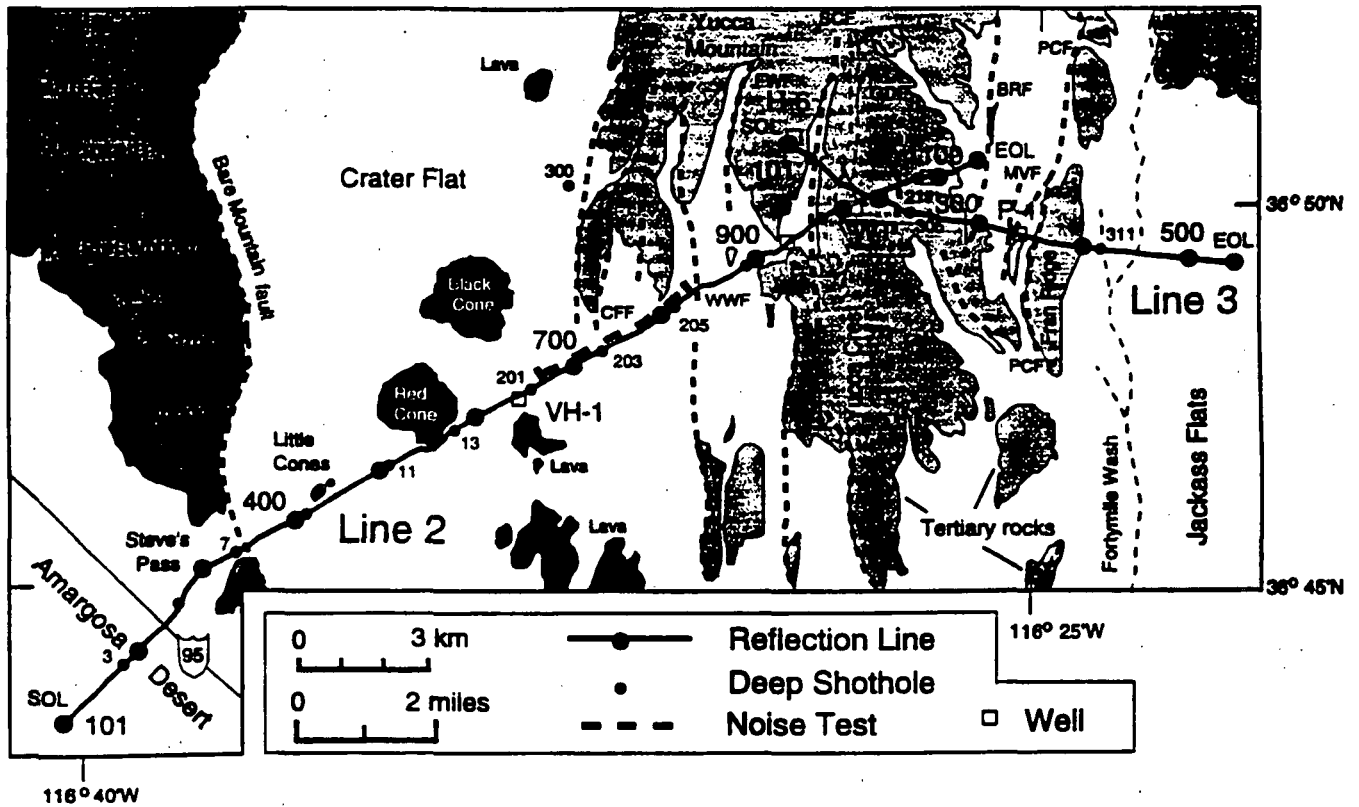 Yucca
Mountain
SCF
PCF
Lava
BRF
Bare Mountain fault
Crater Flat
300
SOL
101
EOL
MVF
36° 50'N
900
311
500
EOL
Line 3
Black
Cone
CFF
WWF
205
Fran Ridge
700
203
PCF
201
Red
Cone
VH-1
13
Little
Cones
11
Lava
400
Line 2
Lava
Tertiary rocks
Fortymile Wash
Jackass Flats
Steve's
Pass
7
36° 45'N
Amargosa
Desert
95
3
SOL
101
116° 25'W
0 3 km
0 2 miles
Reflection Line
Deep Shothole
Noise Test
Well
116° 40'W